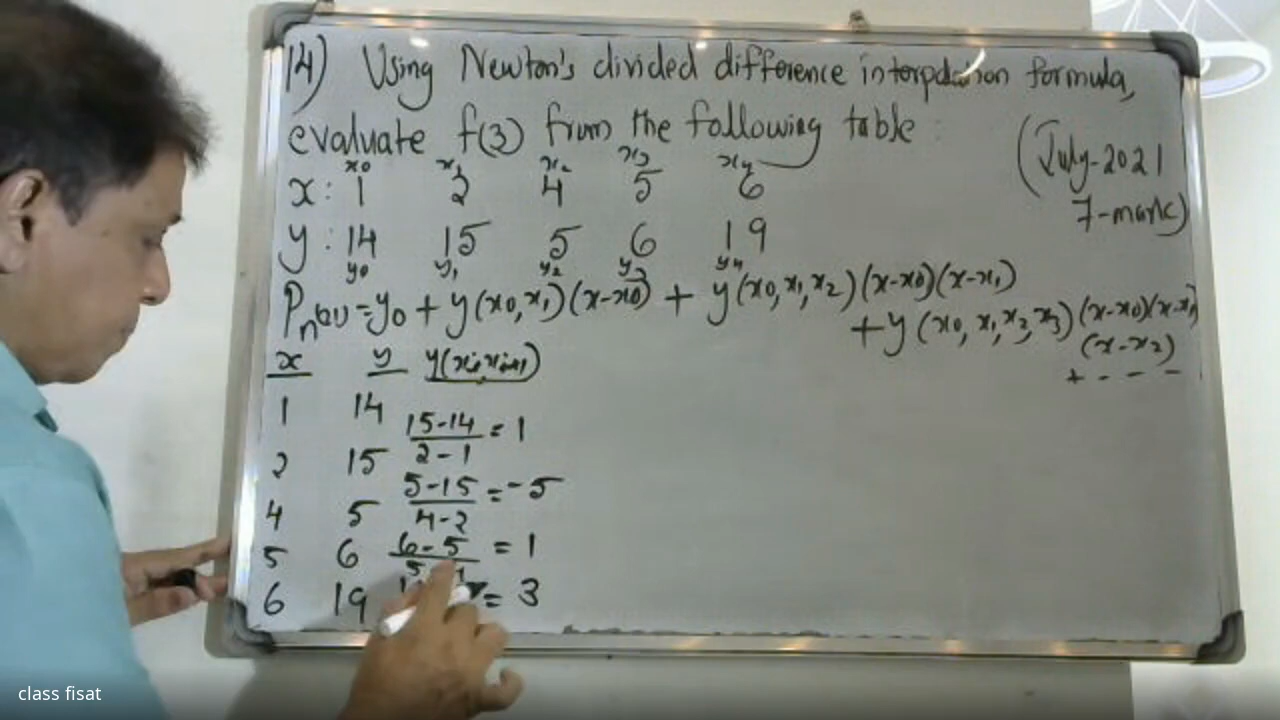 14) Using Newton's divided difference interpolation formula,
evaluate f(3) from the following table :
(July-2021
7-mark)
x0 x1 x2 x3 x4
x : 1 2 4 5 6
y : 14 15 5 6 19
y0 y1 y2 y3 y4
Pn(x) = y0 + y(x0, x1)(x-x0) + y(x0, x1, x2)(x-x0)(x-x1)
+ y(x0, x1, x2, x3)(x-x0)(x-x1)
(x-x2)
+ - - - -
x y y(xi, xi+1)
1 14
15-14 / 2-1 = 1
2 15
5-15 / 4-2 = -5
4 5
6-5 = 1
5 6
6 19 = 3
class fisat